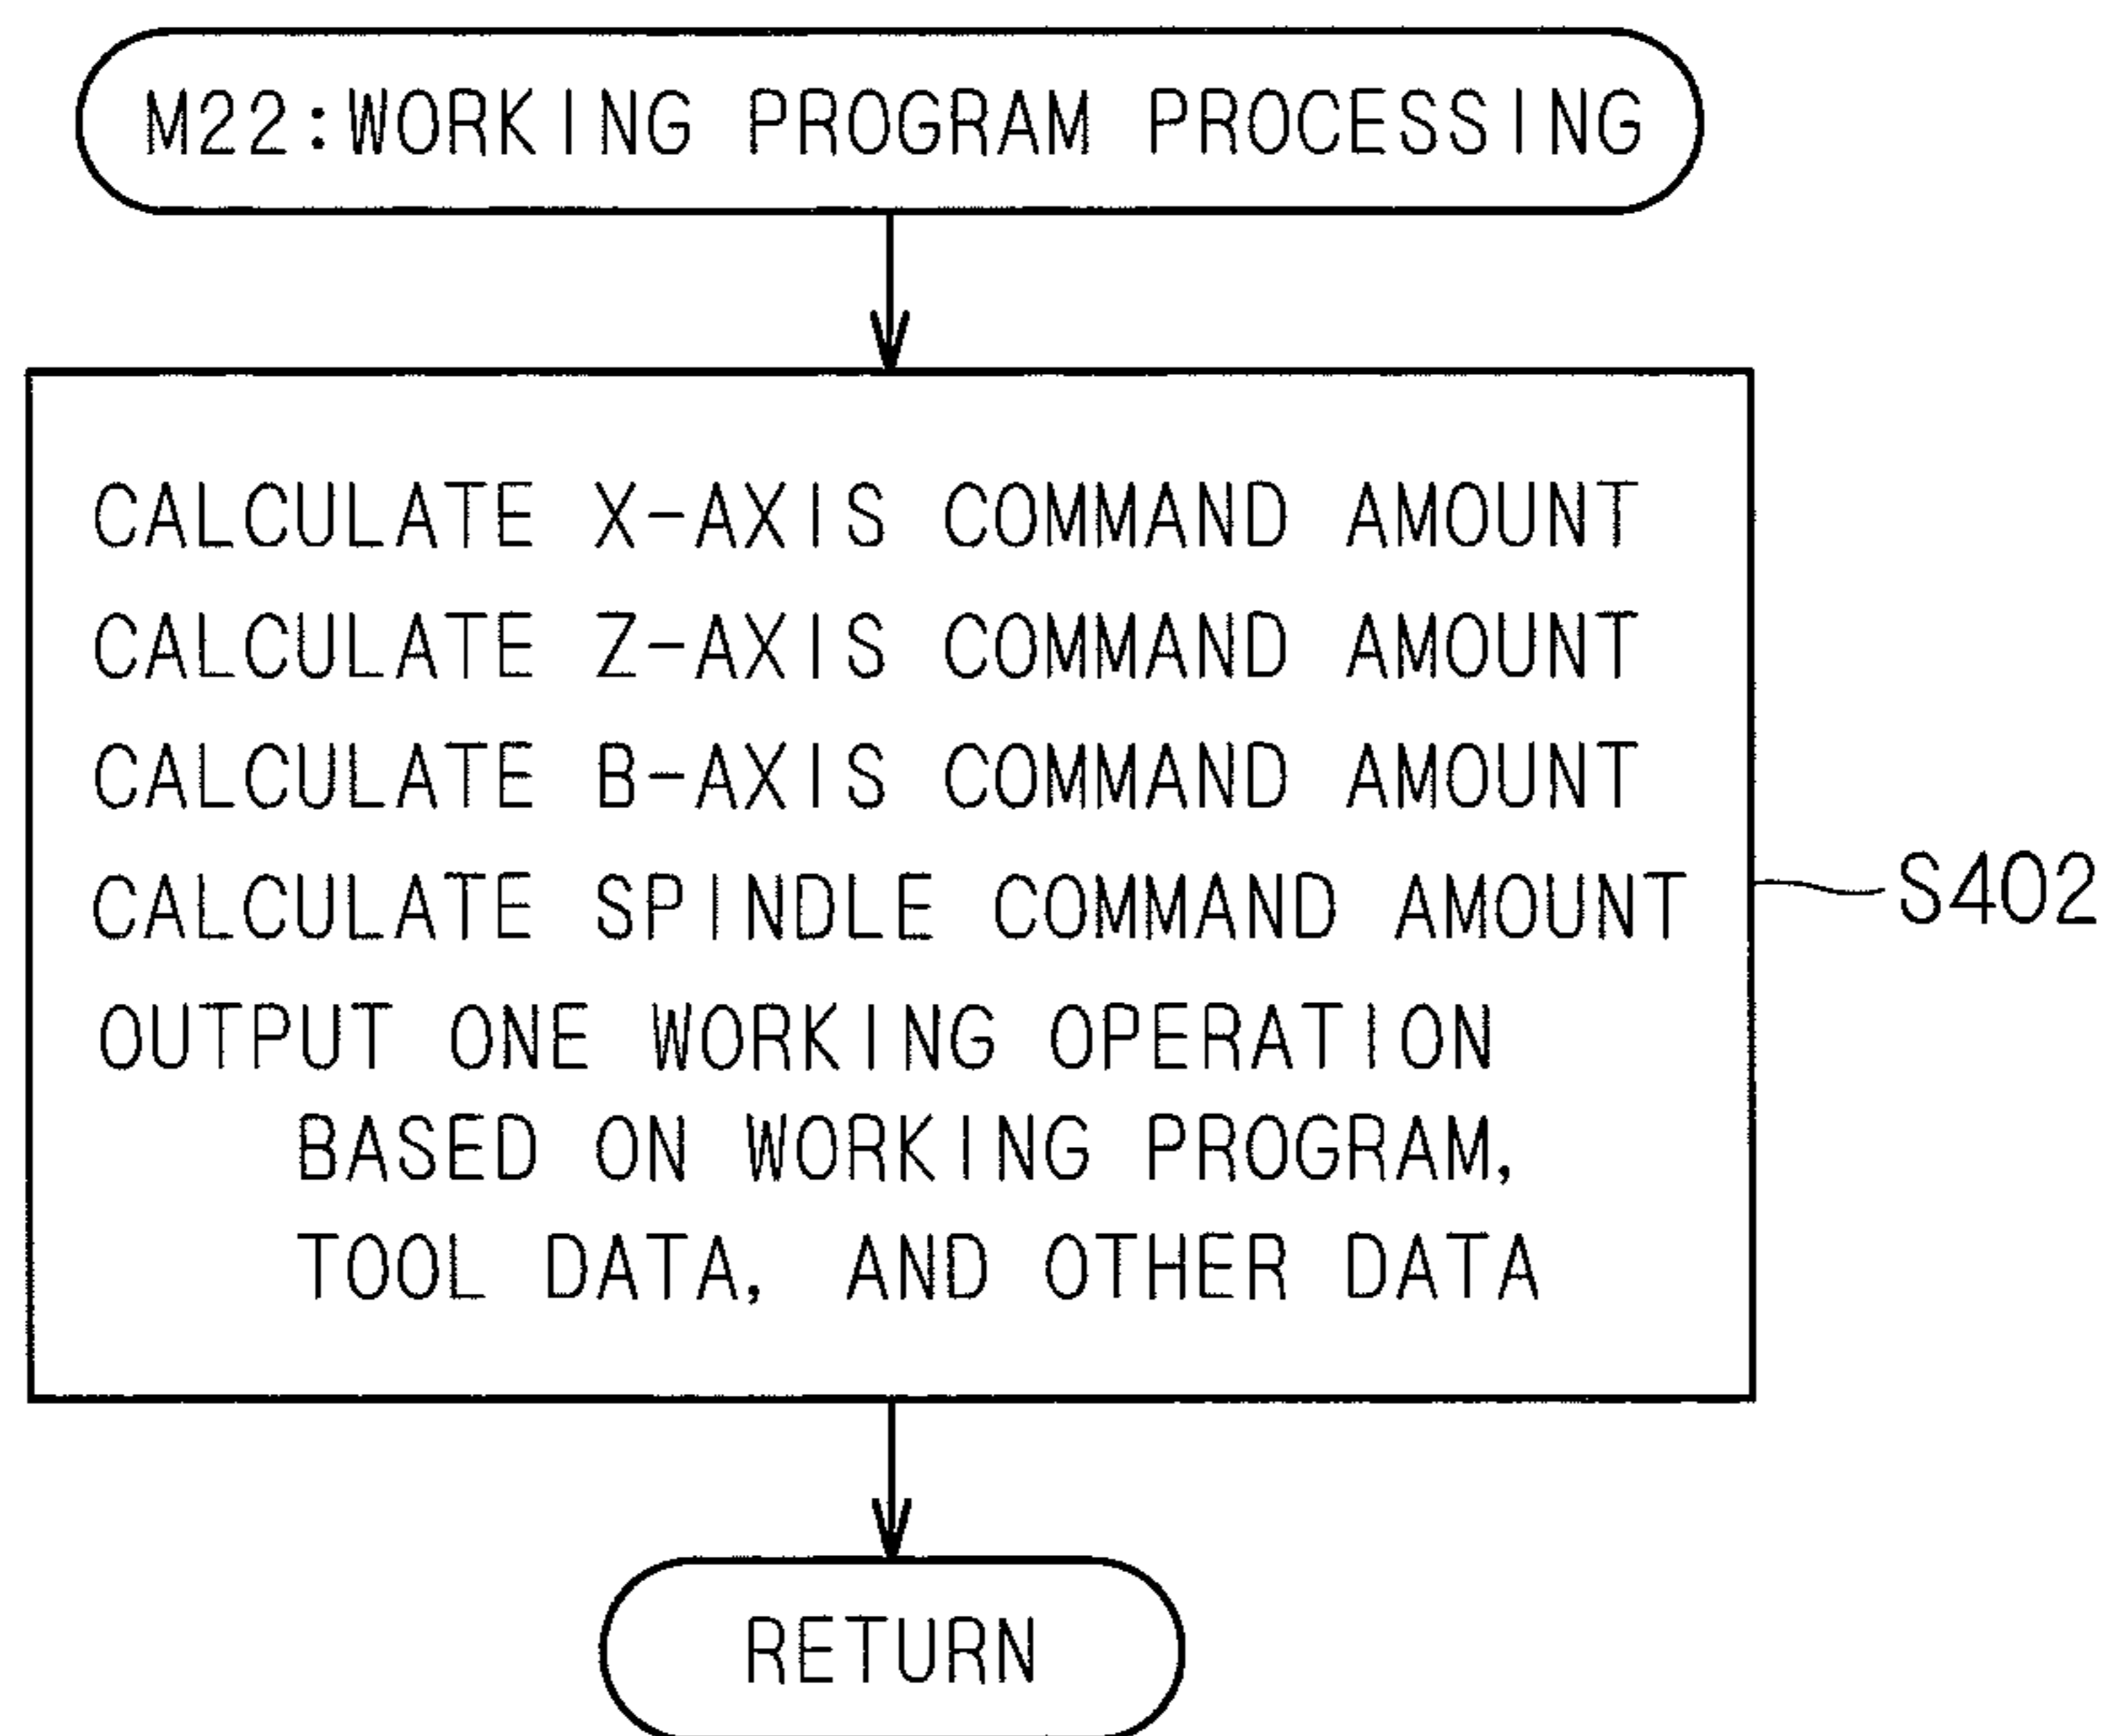 M22:WORKING PROGRAM PROCESSING
CALCULATE X-AXIS COMMAND AMOUNT
CALCULATE Z-AXIS COMMAND AMOUNT
CALCULATE B-AXIS COMMAND AMOUNT
CALCULATE SPINDLE COMMAND AMOUNT
OUTPUT ONE WORKING OPERATION
BASED ON WORKING PROGRAM,
TOOL DATA, AND OTHER DATA
S402
RETURN